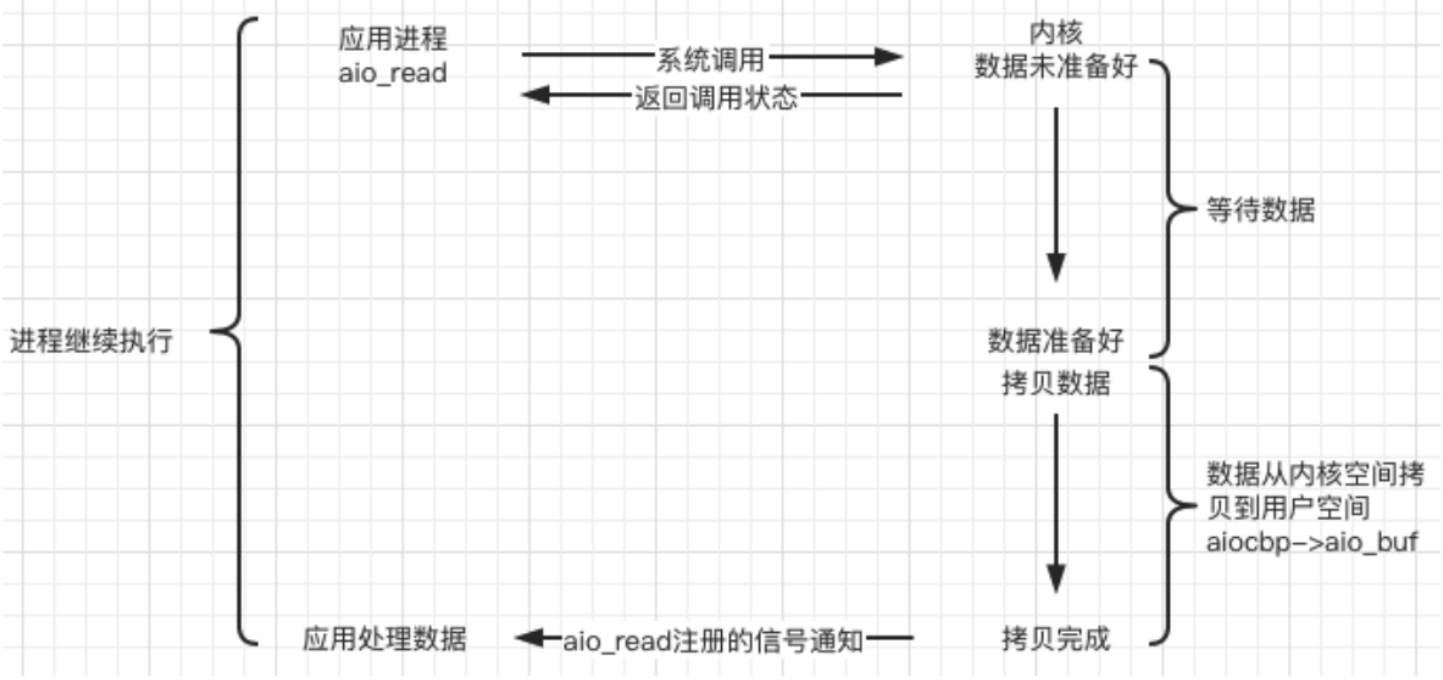 应用进程
aio_read
系统调用
返回调用状态
内核
数据未准备好
等待数据
进程继续执行
数据准备好
拷贝数据
数据从内核空间拷
贝到用户空间
aiocbp->aio_buf
应用处理数据
aio_read注册的信号通知
拷贝完成